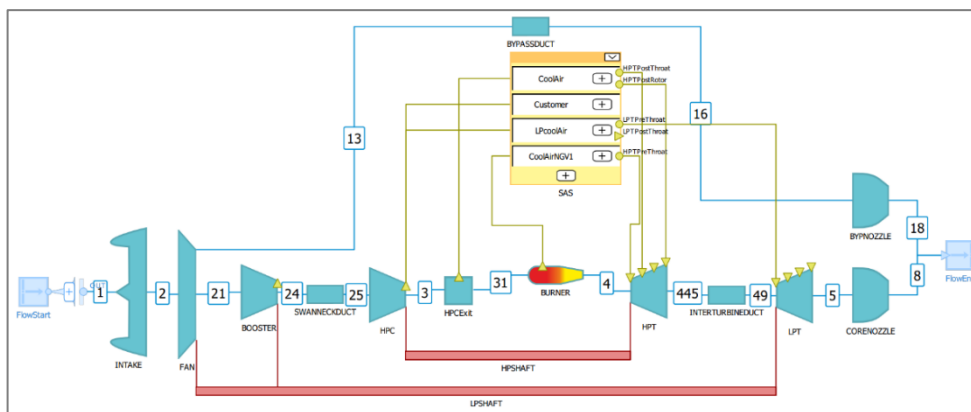 BYPASSDUCT
CoolAir
HPTPostThroat
HPTPostRotor
Customer
LPcoolAir
LPTPreThroat
LPTPostThroat
CoolAirNGV1
HPTPreThroat
SAS
13
16
18
BYPNOZZLE
FlowStart
1
2
21
24
25
3
31
4
445
49
5
8
FlowEn
INTAKE
FAN
BOOSTER
SWANNECKDUCT
HPC
HPCExit
BURNER
HPT
INTERTURBINEDUCT
LPT
CORENOZZLE
HPSHAFT
LPSHAFT